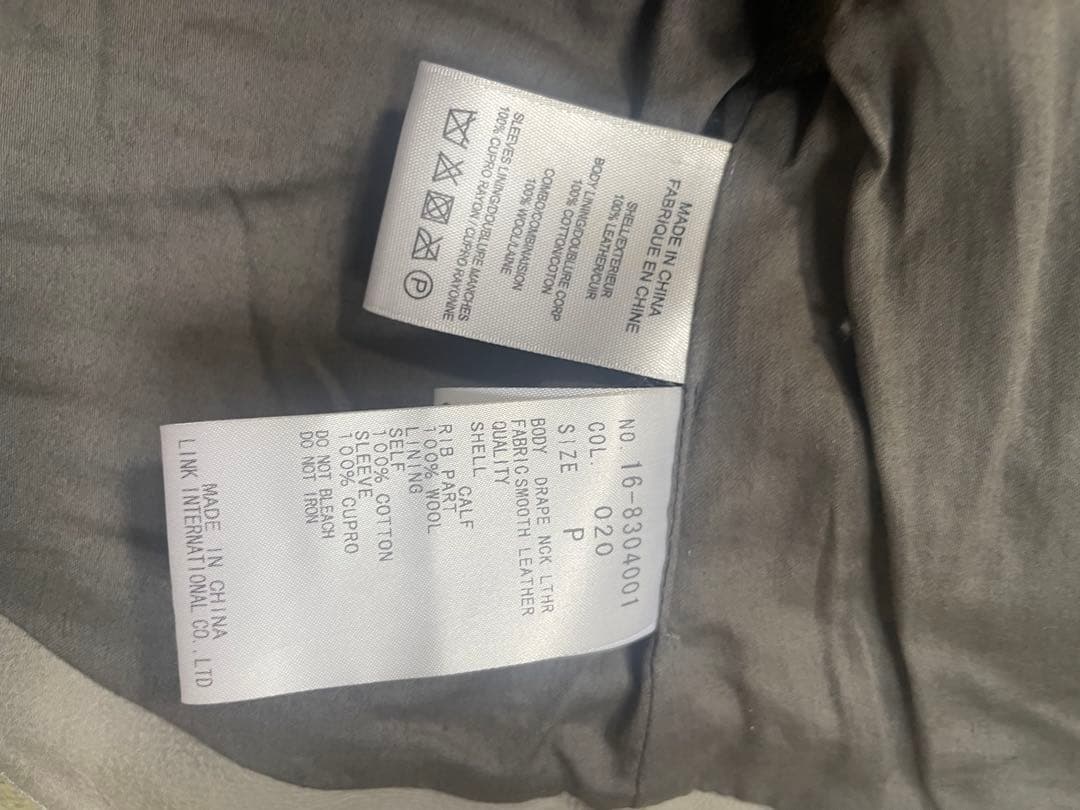 MADE IN CHINA
FABRIQUE EN CHINE
SHELL/EXTERIEUR
100% LEATHER/CUIR
BODY LINING/DOUBLURE CORP
100% COTTON/COTON
COMBO/COMBINAISION
100% WOOL/LAINE
SLEEVES LINING/DOUBLURE MANCHES
100% CUPRO RAYON/ CUPRO RAYONNE
P
NO. 16-8304001
COL. 020
SIZE P
BODY DRAPE NCK LTHR
FABRIC SMOOTH LEATHER
QUALITY
SHELL
CALF
RIB PART
100% WOOL
LINING
SELF
100% COTTON
SLEEVE
100% CUPRO
DO NOT BLEACH
DO NOT IRON
MADE IN CHINA
LINK INTERNATIONAL CO., LTD